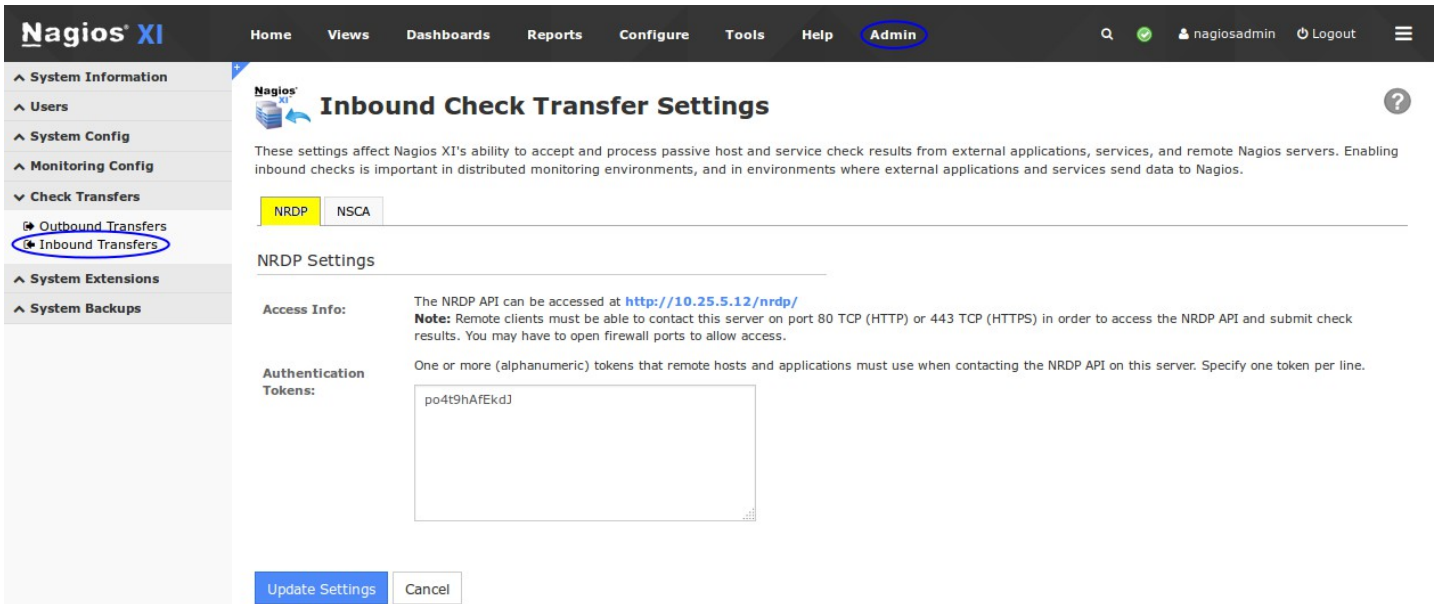 Nagios® XI
Home Views Dashboards Reports Configure Tools Help Admin nagiosadmin Logout
System Information
Users
System Config
Monitoring Config
Check Transfers
Outbound Transfers
Inbound Transfers
System Extensions
System Backups
Nagios®
XI
Inbound Check Transfer Settings
?
These settings affect Nagios XI's ability to accept and process passive host and service check results from external applications, services, and remote Nagios servers. Enabling
inbound checks is important in distributed monitoring environments, and in environments where external applications and services send data to Nagios.
NRDP NSCA
NRDP Settings
Access Info:
The NRDP API can be accessed at http://10.25.5.12/nrdp/
Note: Remote clients must be able to contact this server on port 80 TCP (HTTP) or 443 TCP (HTTPS) in order to access the NRDP API and submit check
results. You may have to open firewall ports to allow access.
Authentication
Tokens:
One or more (alphanumeric) tokens that remote hosts and applications must use when contacting the NRDP API on this server. Specify one token per line.
po4t9hAfEkdJ
Update Settings Cancel